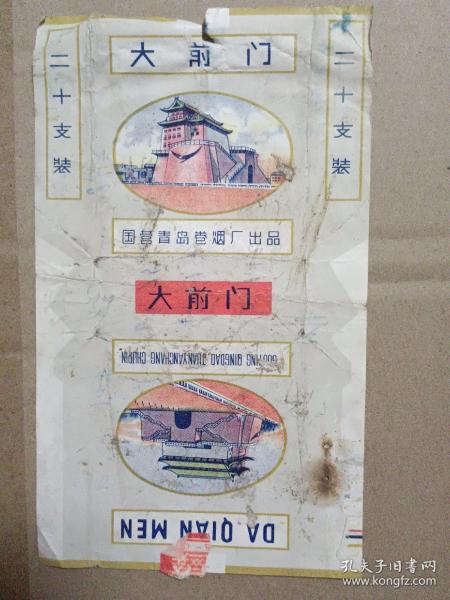 大前门
二十支装
二十支装
国营青岛卷烟厂出品
大前门
GUOYING QINGDAO JUANYANCHANG CHUPIN
DA QIAN MEN
孔夫子旧书网
www.kongfz.com